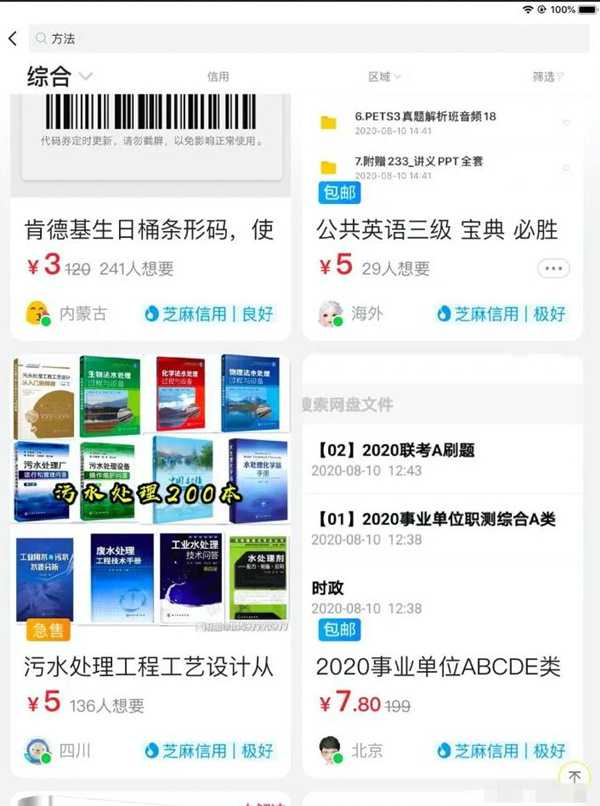 100%
方法
综合
信用
区域
筛选
代码券定时更新，请勿截屏，以免影响正常使用。
肯德基生日桶条形码，使
¥3 120 241人想要
内蒙古
芝麻信用|良好
6.PETS3真题解析班音频18
2020-08-10 14:41
7.附赠233_讲义PPT全套
2020-08-10 14:41
包邮
公共英语三级 宝典 必胜
¥5 29人想要
海外
芝麻信用|极好
污水处理工程工艺设计
从入门到精通
生物法水处理
过程与设备
化学法水处理
过程与设备
物理法水处理
过程与设备
污水处理厂
运行和管理问答
污水处理设备
操作维护问答
水处理化学品
手册
污水处理200本
废水处理
工程技术手册
工业水处理
技术问答
水处理剂
急售
污水处理工程工艺设计从
¥5 136人想要
四川
芝麻信用|极好
搜索网盘文件
【02】2020联考A刷题
2020-08-10 12:43
【01】2020事业单位职测综合A类
2020-08-10 12:38
时政
2020-08-10 12:38
包邮
2020事业单位ABCDE类
¥7.80 199
北京
芝麻信用|极好